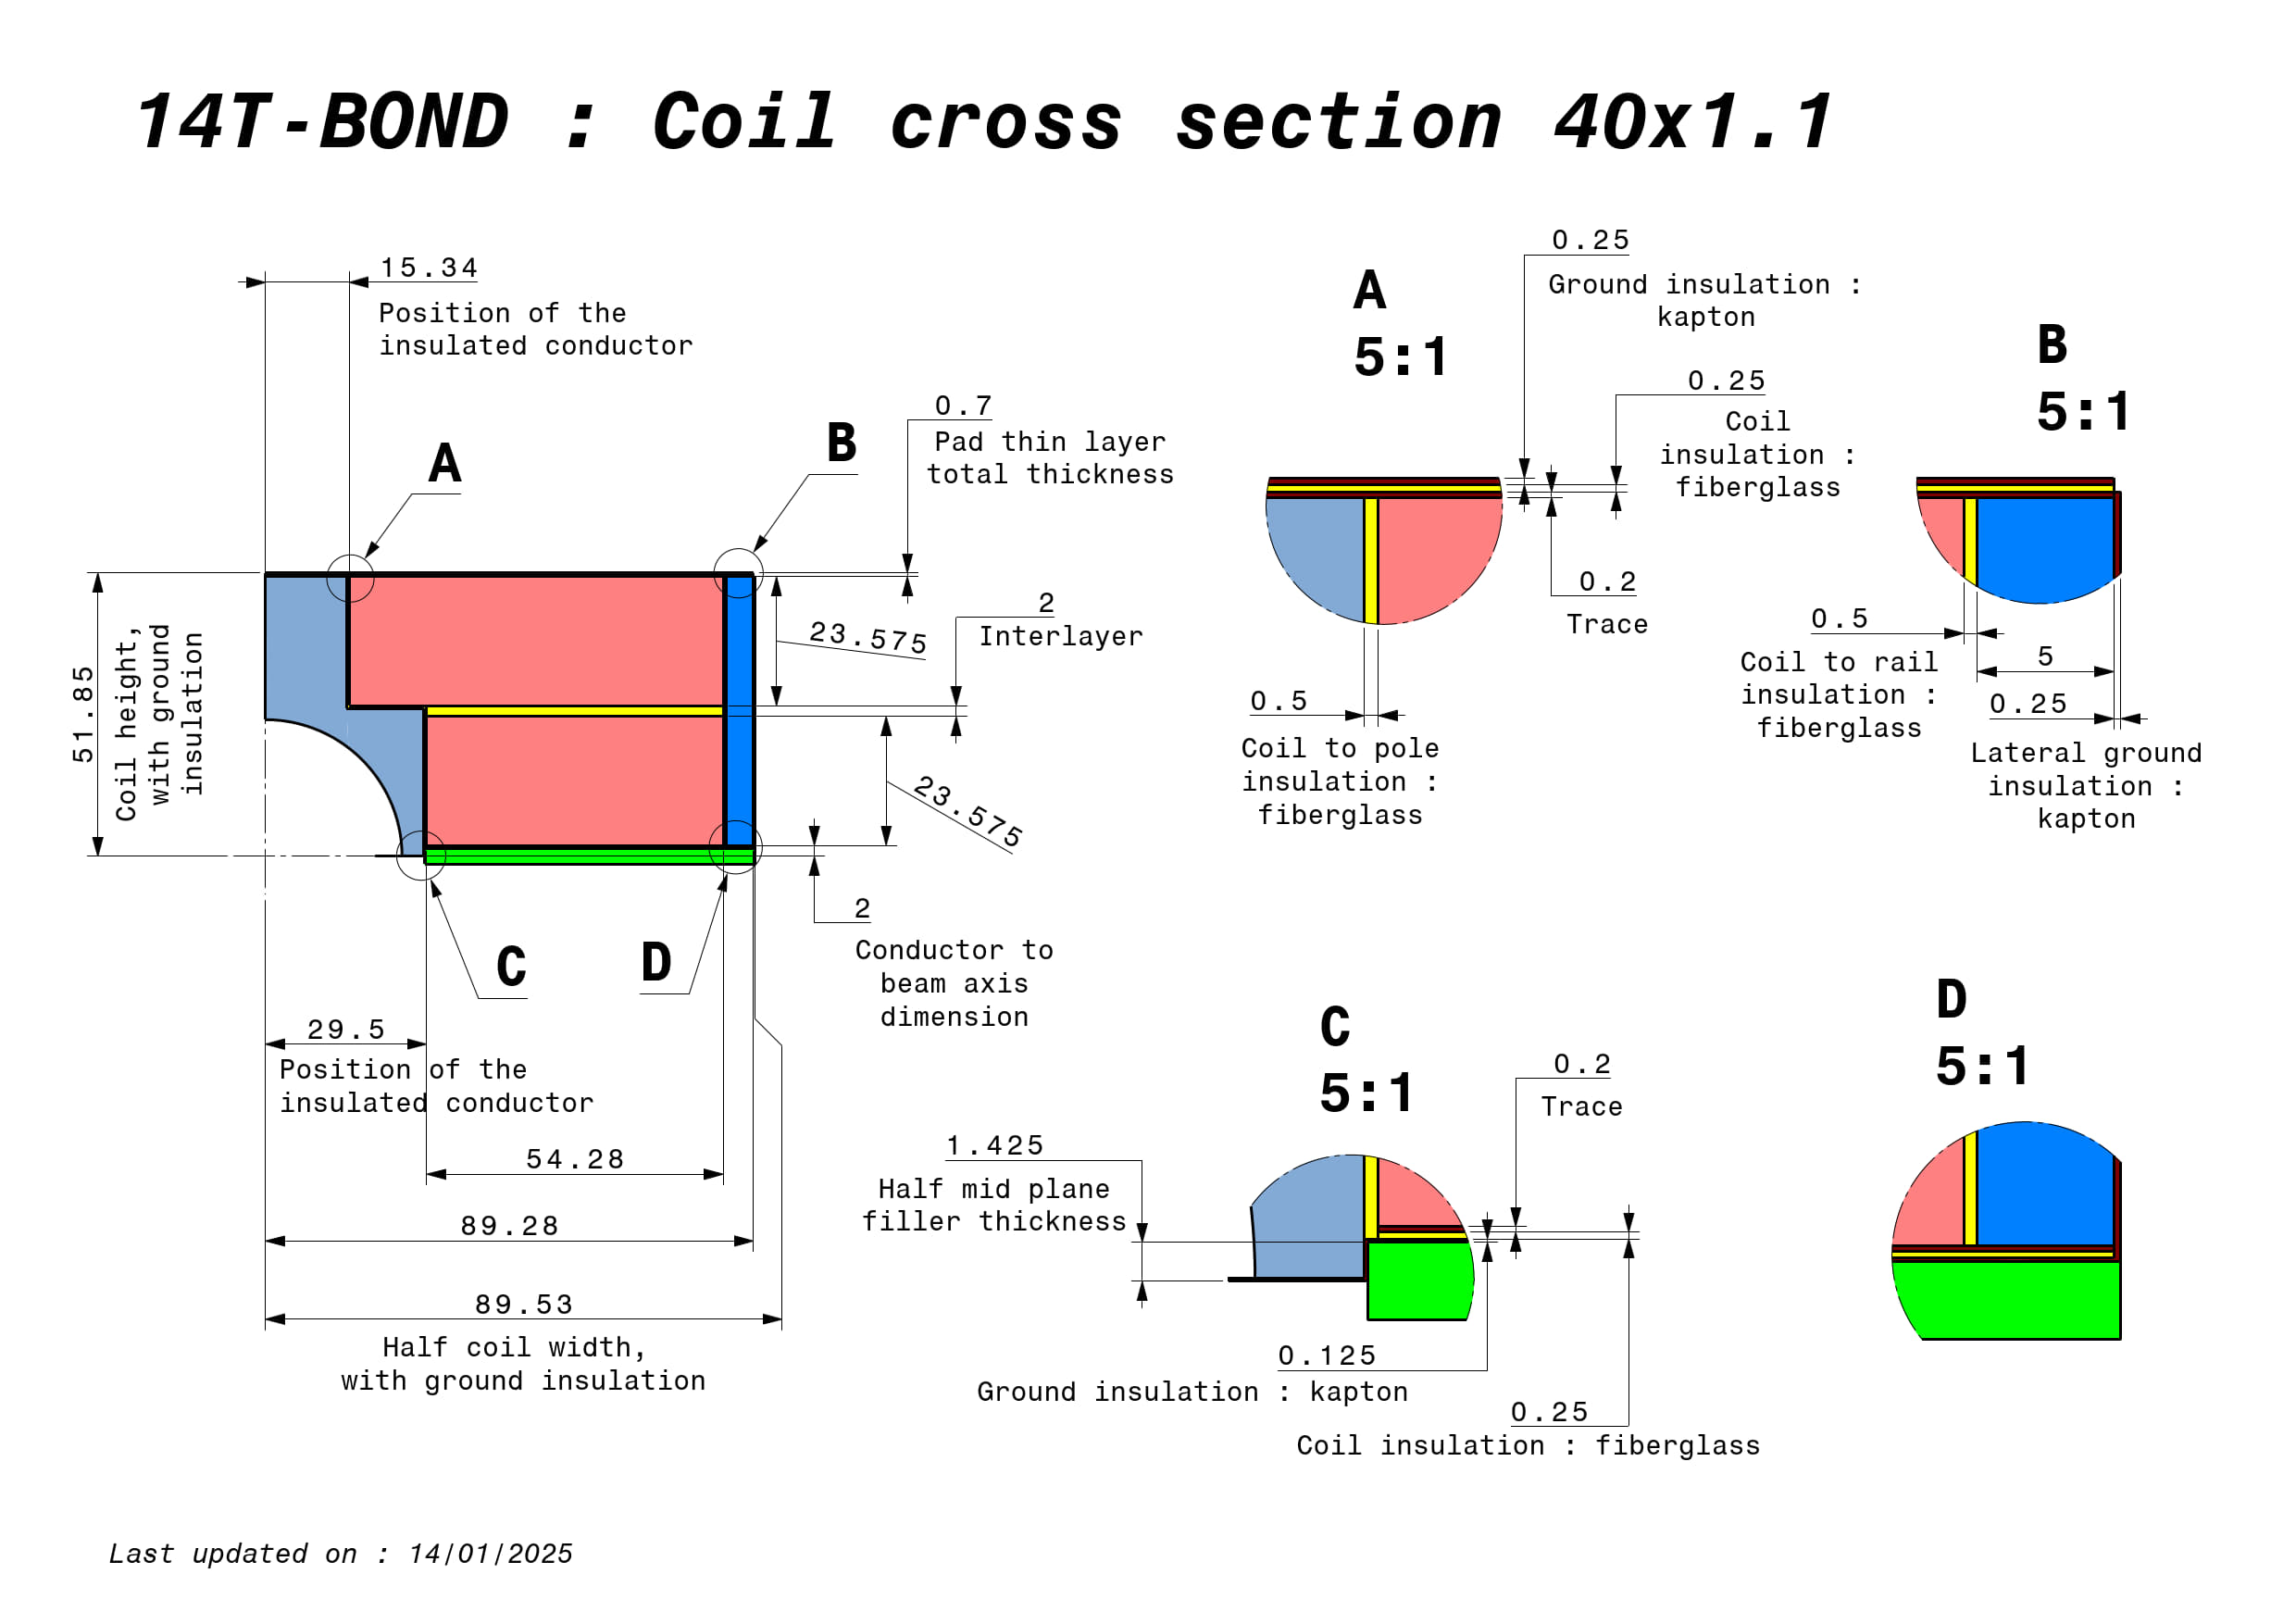 14T-BOND : Coil cross section 40x1.1
15.34
Position of the
insulated conductor
A
B
0.7
Pad thin layer
total thickness
23.575
2
Interlayer
51.85
Coil height,
with ground
insulation
23.575
2
Conductor to
beam axis
dimension
C
D
29.5
Position of the
insulated conductor
54.28
89.28
89.53
Half coil width,
with ground insulation
A
5:1
0.25
Ground insulation :
kapton
0.25
Coil
insulation :
fiberglass
0.2
Trace
0.5
Coil to pole
insulation :
fiberglass
B
5:1
0.5
Coil to rail
insulation :
fiberglass
5
0.25
Lateral ground
insulation :
kapton
C
5:1
0.2
Trace
1.425
Half mid plane
filler thickness
0.125
Ground insulation : kapton
0.25
Coil insulation : fiberglass
D
5:1
Last updated on : 14/01/2025